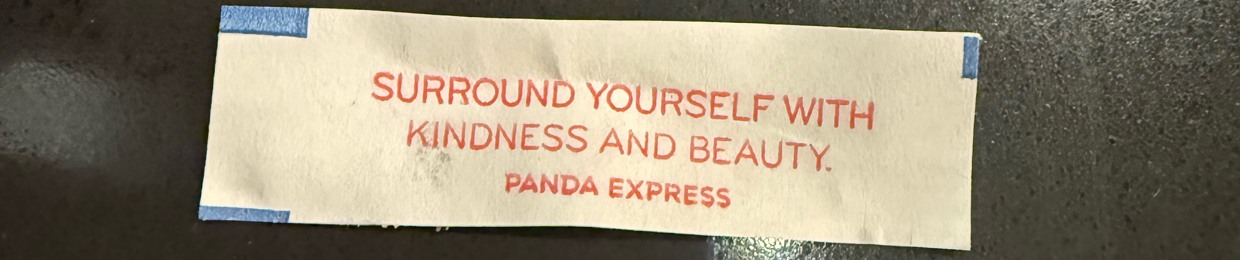 SURROUND YOURSELF WITH
KINDNESS AND BEAUTY.
PANDA EXPRESS